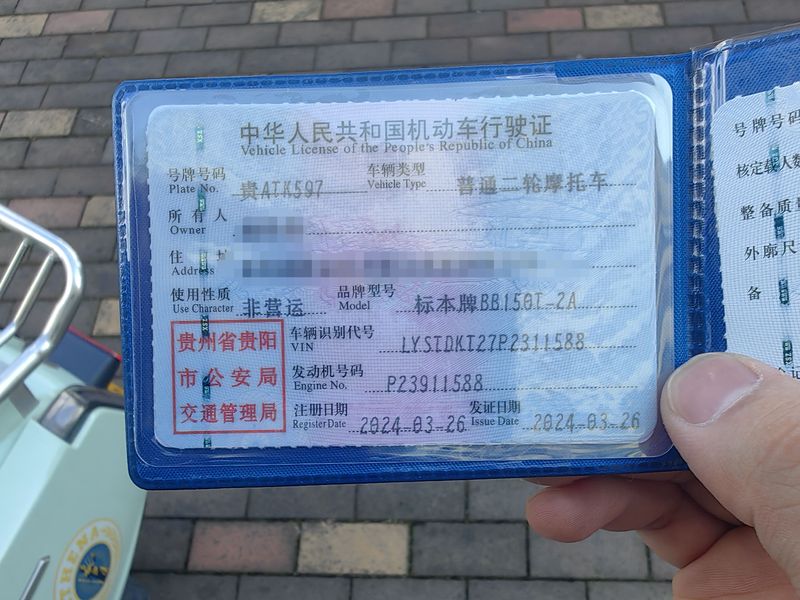 中华人民共和国机动车行驶证
Vehicle License of the People's Republic of China
号牌号码 贵ATK597 车辆类型 普通二轮摩托车
Plate No. Vehicle Type
所有人
Owner
住址
Address
使用性质 非营运 品牌型号 标本牌BB150T-2A
Use Character Model
贵州省贵阳
市公安局
交通管理局
车辆识别代号 LYSTDKT27P2311588
VIN
发动机号码 P23911588
Engine No.
注册日期 2024-03-26 发证日期 2024-03-26
Register Date Issue Date
号牌号码
核定载人数
整备质量
外廓尺
备
THENA